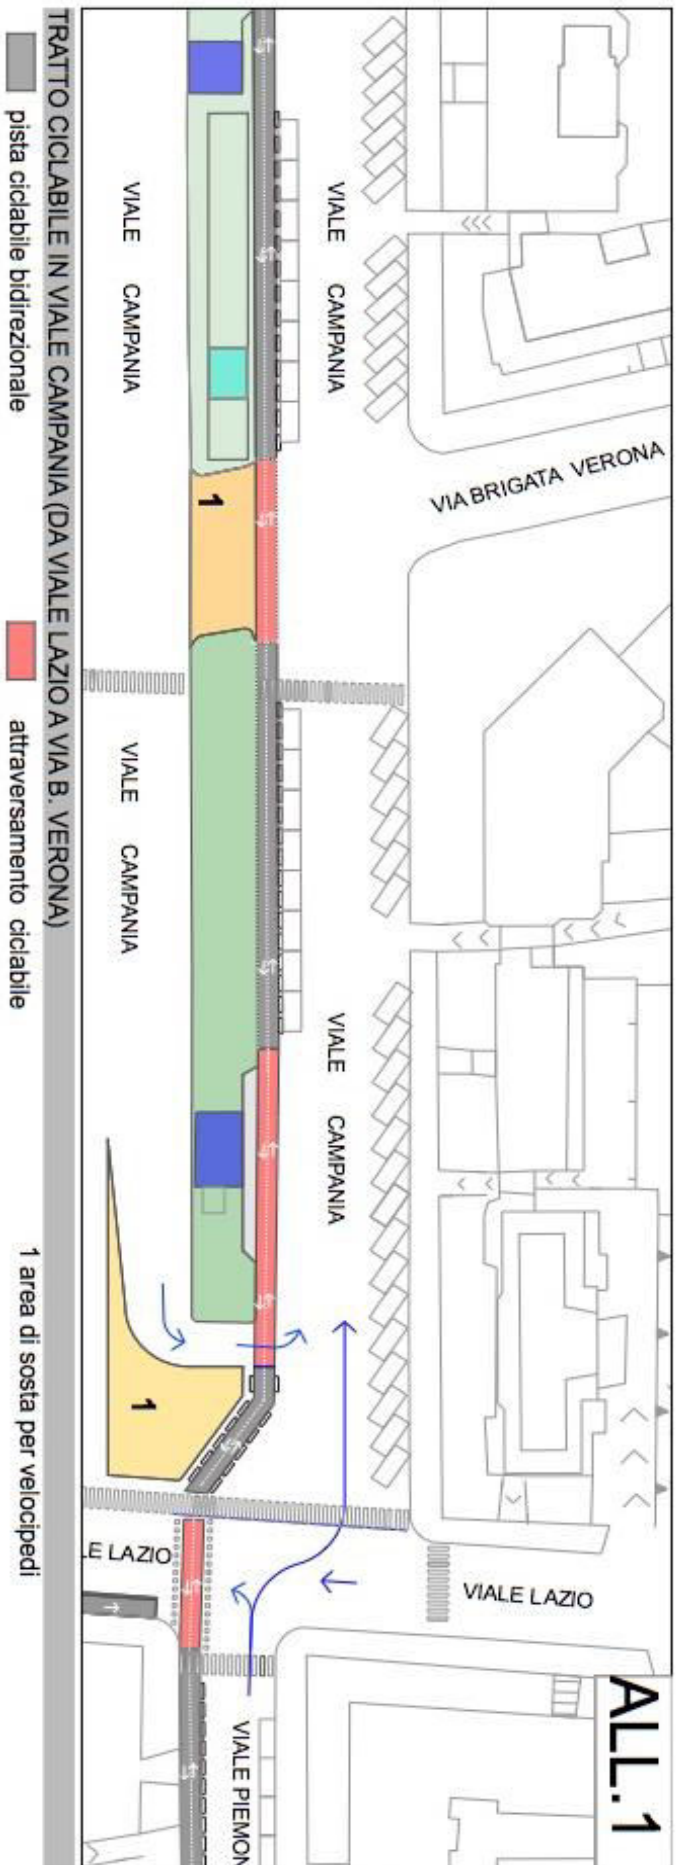 ALL.1
VIA BRIGATA VERONA
VIALE LAZIO
VIALE CAMPANIA
VIALE CAMPANIA
VIALE PIEMON
1
VIALE CAMPANIA
VIALE CAMPANIA
1
LE LAZIO
TRATTO CICLABILE IN VIALE CAMPANIA (DA VIALE LAZIO A VIA B. VERONA)
pista ciclabile bidirezionale
attraversamento ciclabile
1 area di sosta per velocipedi